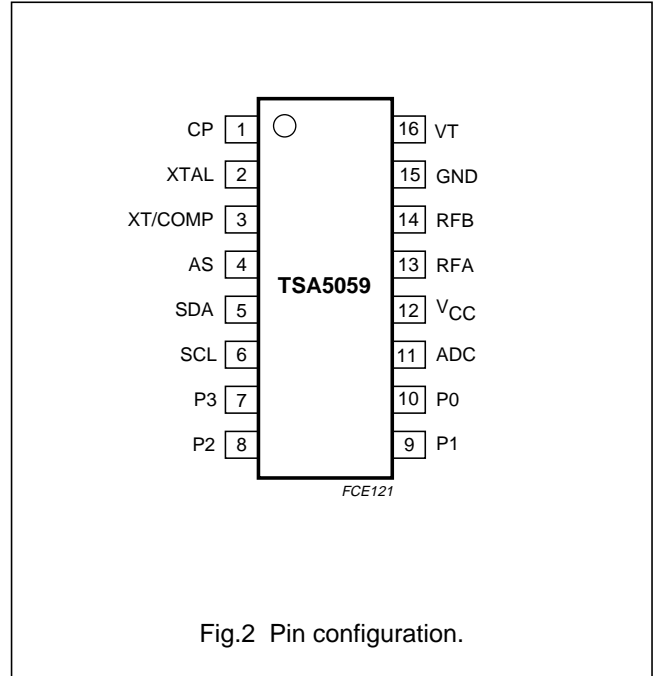 CP 1 16 VT
XTAL 2 15 GND
XT/COMP 3 14 RFB
AS 4 13 RFA
TSA5059
SDA 5 12 VCC
SCL 6 11 ADC
P3 7 10 P0
P2 8 9 P1
FCE121
Fig.2 Pin configuration.